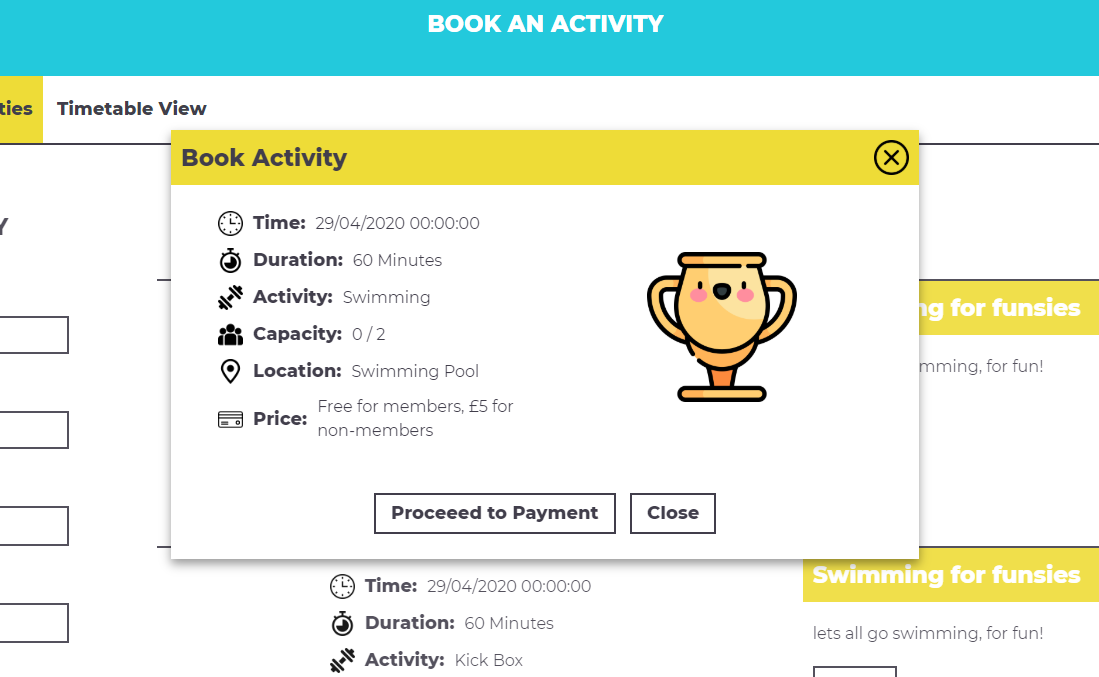 BOOK AN ACTIVITY
ties
Timetable View
Book Activity
Y
Time: 29/04/2020 00:00:00
Duration: 60 Minutes
Activity: Swimming
Capacity: 0 / 2
Location: Swimming Pool
Price: Free for members, £5 for
non-members
Proceeed to Payment
Close
ng for funsies
mming, for fun!
Time: 29/04/2020 00:00:00
Duration: 60 Minutes
Activity: Kick Box
Swimming for funsies
lets all go swimming, for fun!